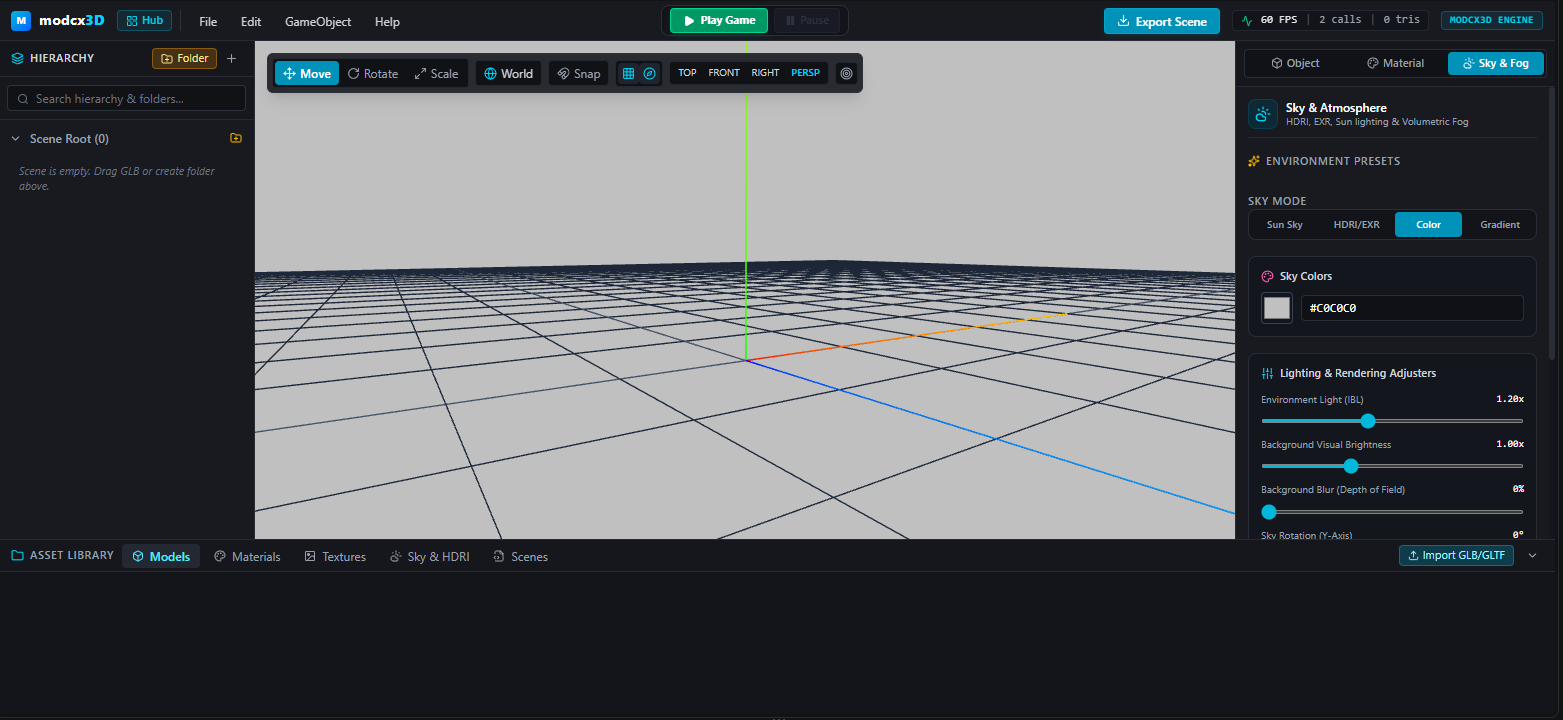 M modcx3D Hub File Edit GameObject Help Play Game Pause Export Scene 60 FPS | 2 calls | 0 tris MODCX3D ENGINE
HIERARCHY Folder +
Search hierarchy & folders...
Scene Root (0)
Scene is empty. Drag GLB or create folder
above.
Move Rotate Scale World Snap TOP FRONT RIGHT PERSP
Object Material Sky & Fog
Sky & Atmosphere
HDRI, EXR, Sun lighting & Volumetric Fog
ENVIRONMENT PRESETS
SKY MODE
Sun Sky HDRI/EXR Color Gradient
Sky Colors
#C0C0C0
Lighting & Rendering Adjusters
Environment Light (IBL) 1.20x
Background Visual Brightness 1.00x
Background Blur (Depth of Field) 0%
Sky Rotation (Y-Axis) 0°
ASSET LIBRARY Models Materials Textures Sky & HDRI Scenes Import GLB/GLTF